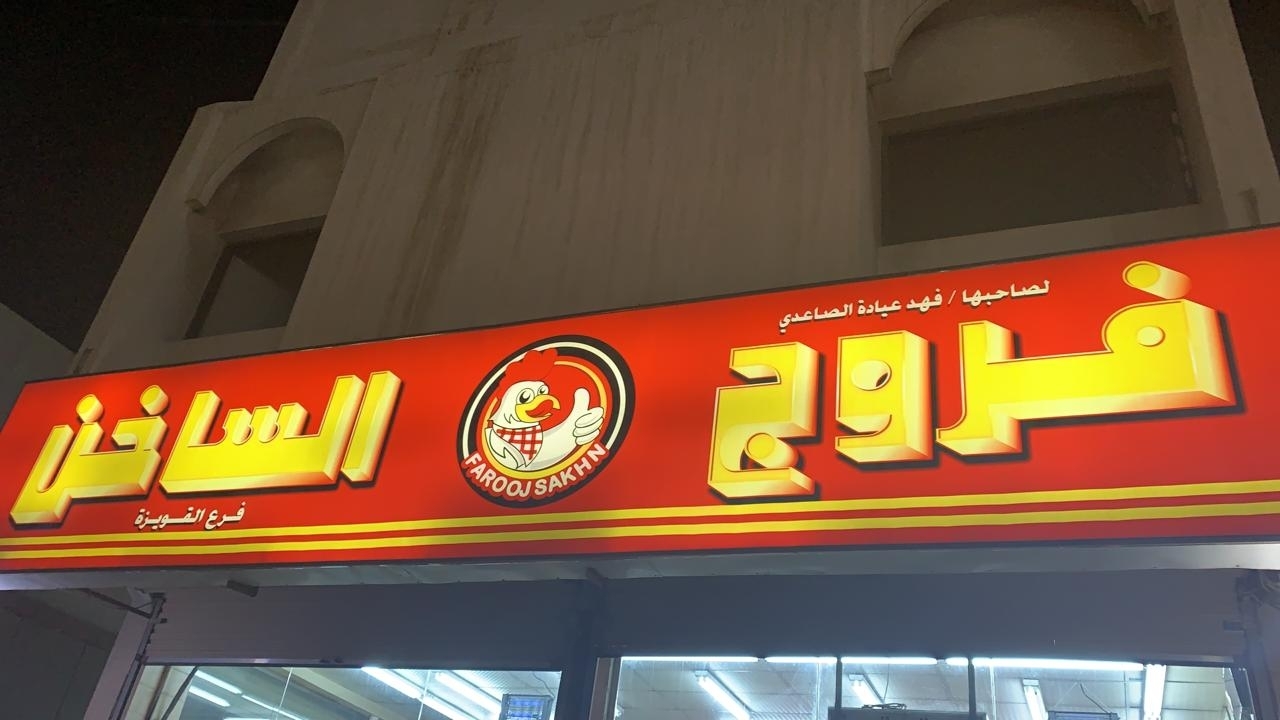 لصاحبها / فهد عيادة الصاعدي
فروج الساخن
FAROOJ SAKHN
فرع القويزة